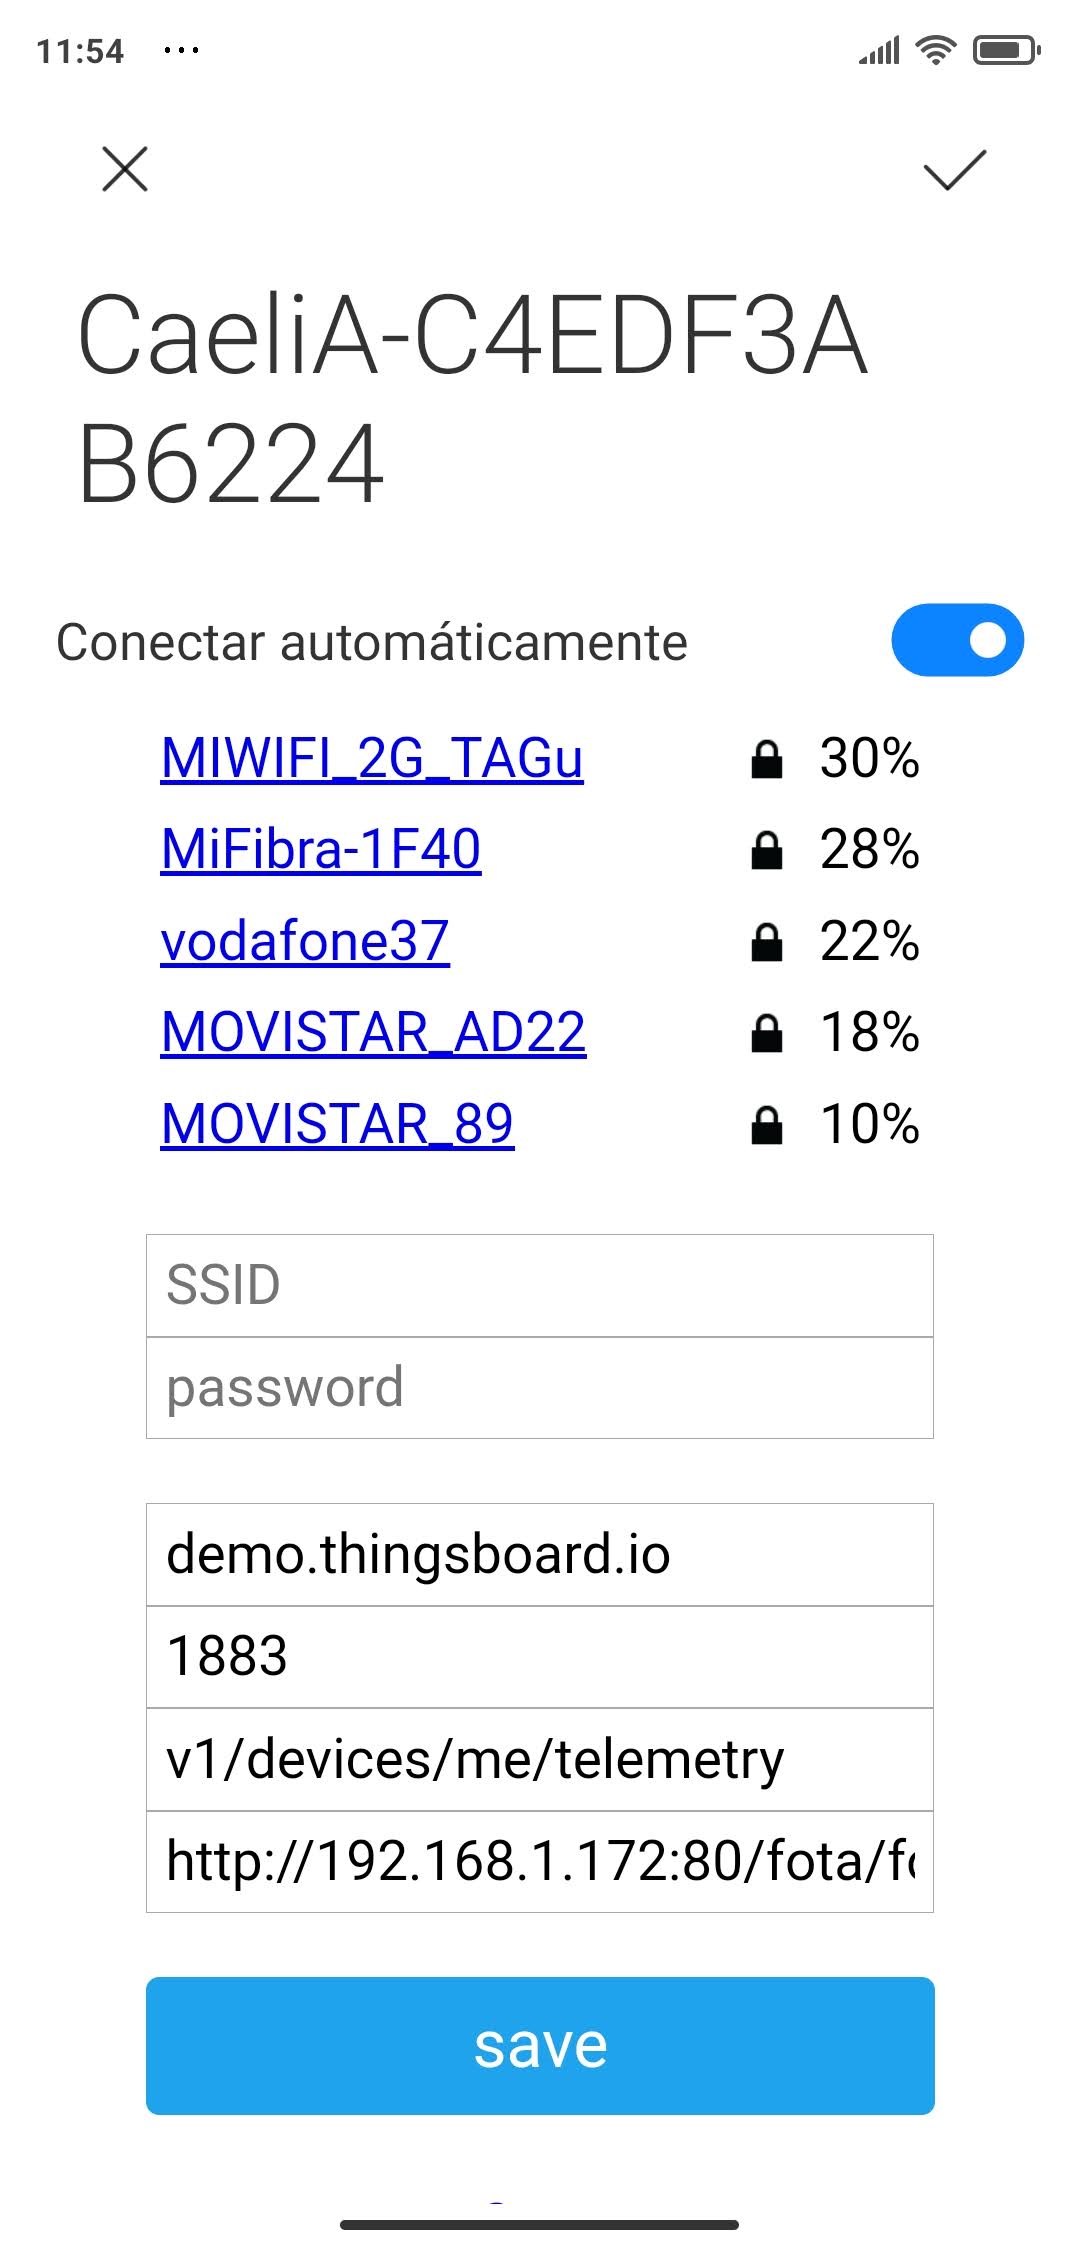 11:54 ...
CaeliA-C4EDF3A
B6224
Conectar automáticamente
MIWIFI_2G_TAGu 30%
MiFibra-1F40 28%
vodafone37 22%
MOVISTAR_AD22 18%
MOVISTAR_89 10%
SSID
password
demo.thingsboard.io
1883
v1/devices/me/telemetry
http://192.168.1.172:80/fota/f
save